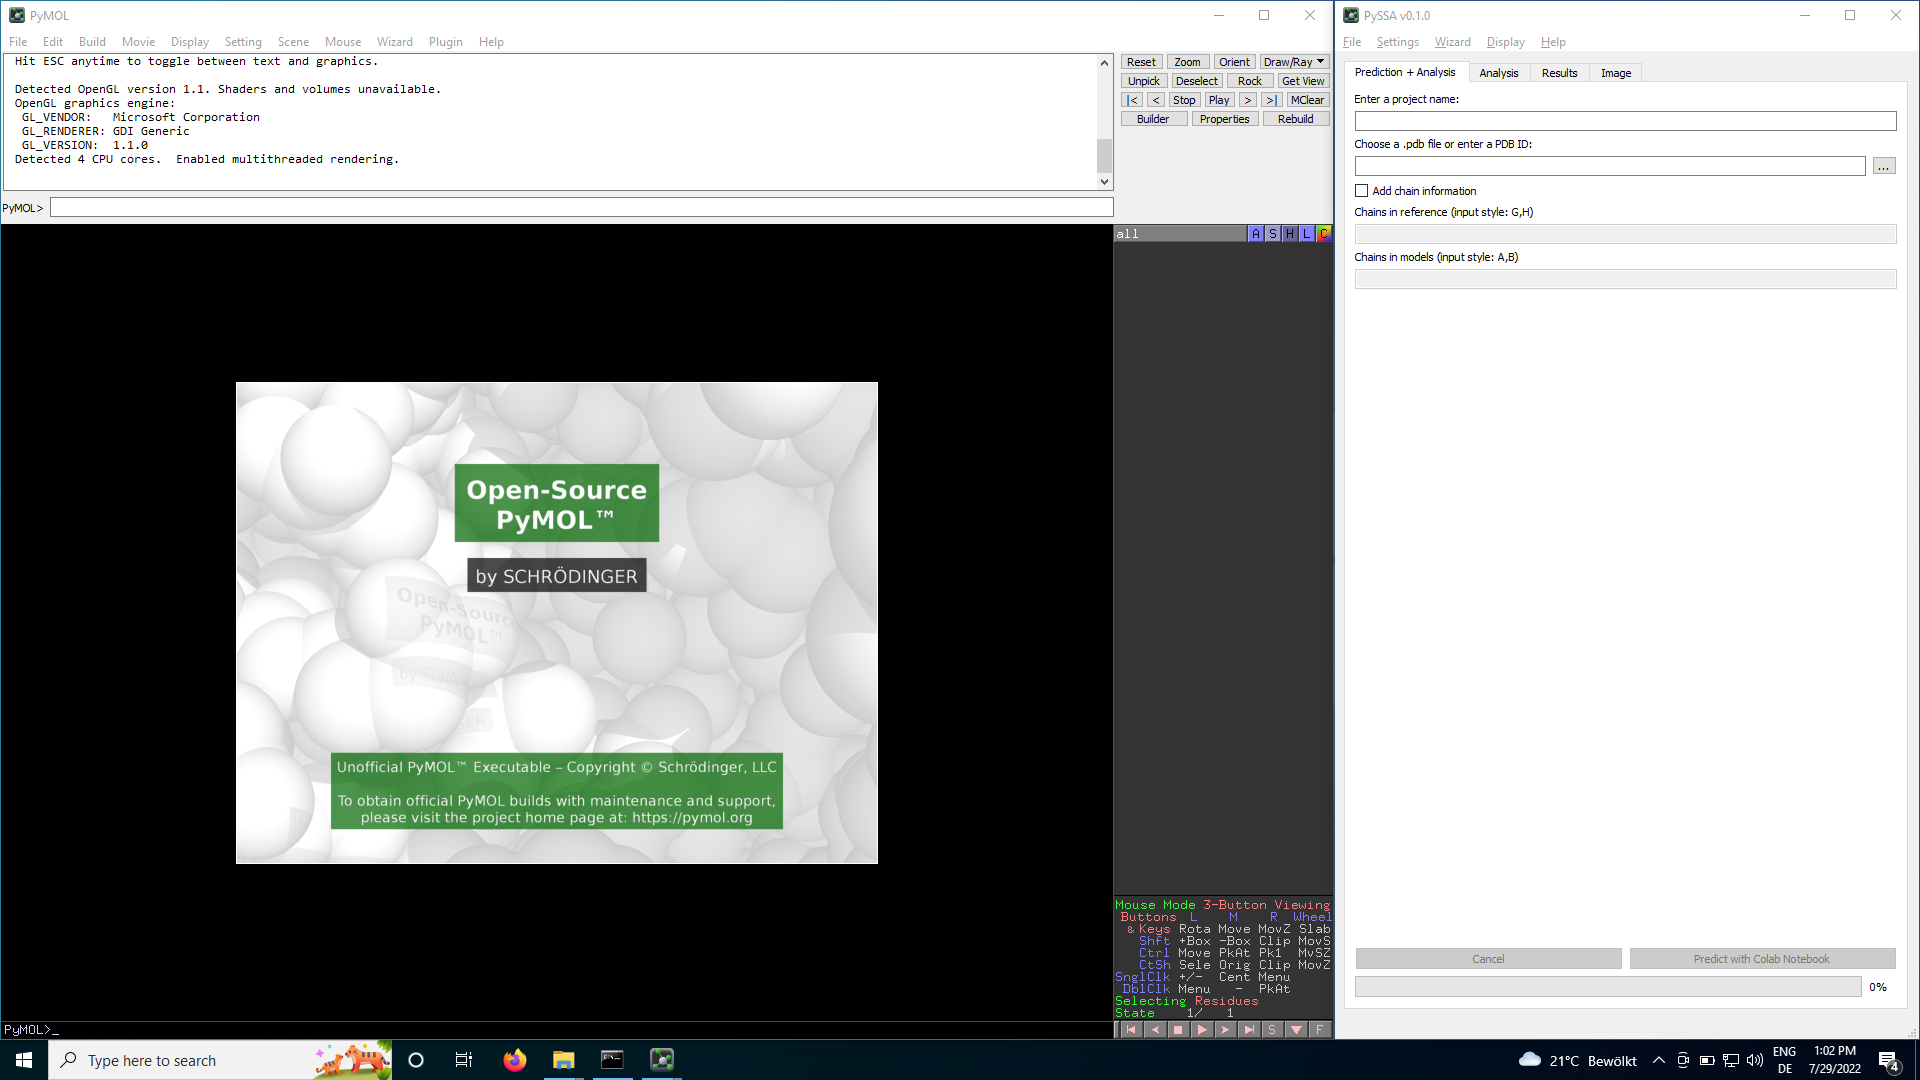 PyMOL
File Edit Build Movie Display Setting Scene Mouse Wizard Plugin Help
Hit ESC anytime to toggle between text and graphics.
Detected OpenGL version 1.1. Shaders and volumes unavailable.
OpenGL graphics engine:
GL_VENDOR: Microsoft Corporation
GL_RENDERER: GDI Generic
GL_VERSION: 1.1.0
Detected 4 CPU cores. Enabled multithreaded rendering.
PyMOL>
Reset Zoom Orient Draw/Ray
Unpick Deselect Rock Get View
|< < Stop Play > >| MClear
Builder Properties Rebuild
all A S H L C
Open-Source
PyMOL™
by SCHRÖDINGER
Open-Source
PyMOL™
Unofficial PyMOL™ Executable – Copyright © Schrödinger, LLC
To obtain official PyMOL builds with maintenance and support,
please visit the project home page at: https://pymol.org
Mouse Mode 3-Button Viewing
Buttons L M R Wheel
& Keys Rota Move MovZ Slab
Shft +Box -Box Clip MovS
Ctrl Move PkAt Pk1 MvSZ
CtSh Sele Orig Clip MovZ
SnglClk +/- Cent Menu
DblClk Menu - PkAt
Selecting Residues
State 1/ 1
PyMOL>_
S F
PySSA v0.1.0
File Settings Wizard Display Help
Prediction + Analysis Analysis Results Image
Enter a project name:
Choose a .pdb file or enter a PDB ID:
...
Add chain information
Chains in reference (input style: G,H)
Chains in models (input style: A,B)
Cancel Predict with Colab Notebook
0%
Type here to search
21°C Bewölkt
ENG
DE
1:02 PM
7/29/2022
4